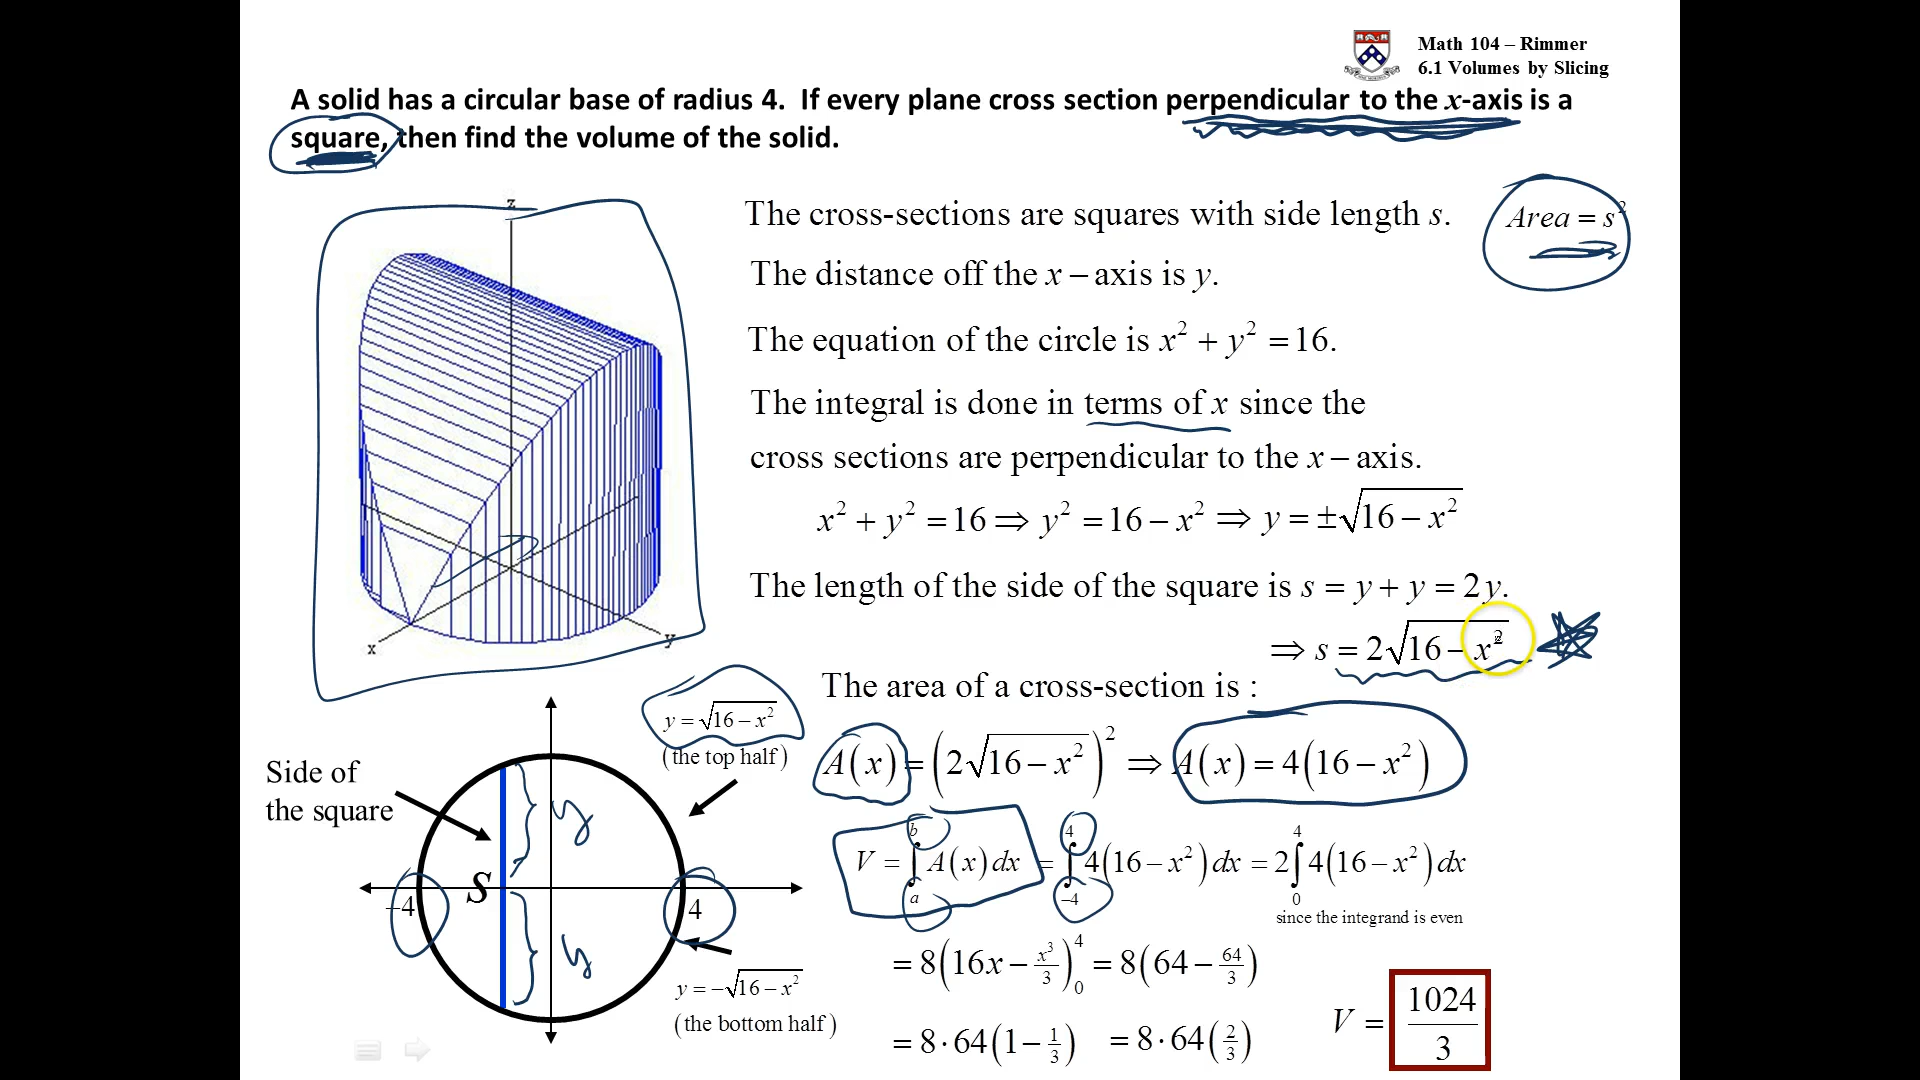 Math 104 – Rimmer
6.1 Volumes by Slicing
A solid has a circular base of radius 4. If every plane cross section perpendicular to the x-axis is a
square, then find the volume of the solid.
The cross-sections are squares with side length s.
Area = s²
The distance off the x – axis is y.
The equation of the circle is x² + y² = 16.
The integral is done in terms of x since the
cross sections are perpendicular to the x – axis.
x² + y² = 16 ⇒ y² = 16 – x² ⇒ y = ±√(16 – x²)
The length of the side of the square is s = y + y = 2y.
⇒ s = 2√(16 – x²)
z
x
y
The area of a cross-section is :
A(x) = (2√(16 – x²))² ⇒ A(x) = 4(16 – x²)
y = √(16 – x²)
(the top half)
Side of
the square
y
S
y
–4
4
y = –√(16 – x²)
(the bottom half)
V = ∫ₐᵇ A(x) dx = ∫₋₄⁴ 4(16 – x²) dx = 2∫₀⁴ 4(16 – x²) dx
since the integrand is even
= 8(16x – x³/3)₀⁴ = 8(64 – 64/3)
= 8·64(1 – 1/3) = 8·64(2/3)
V = 1024/3